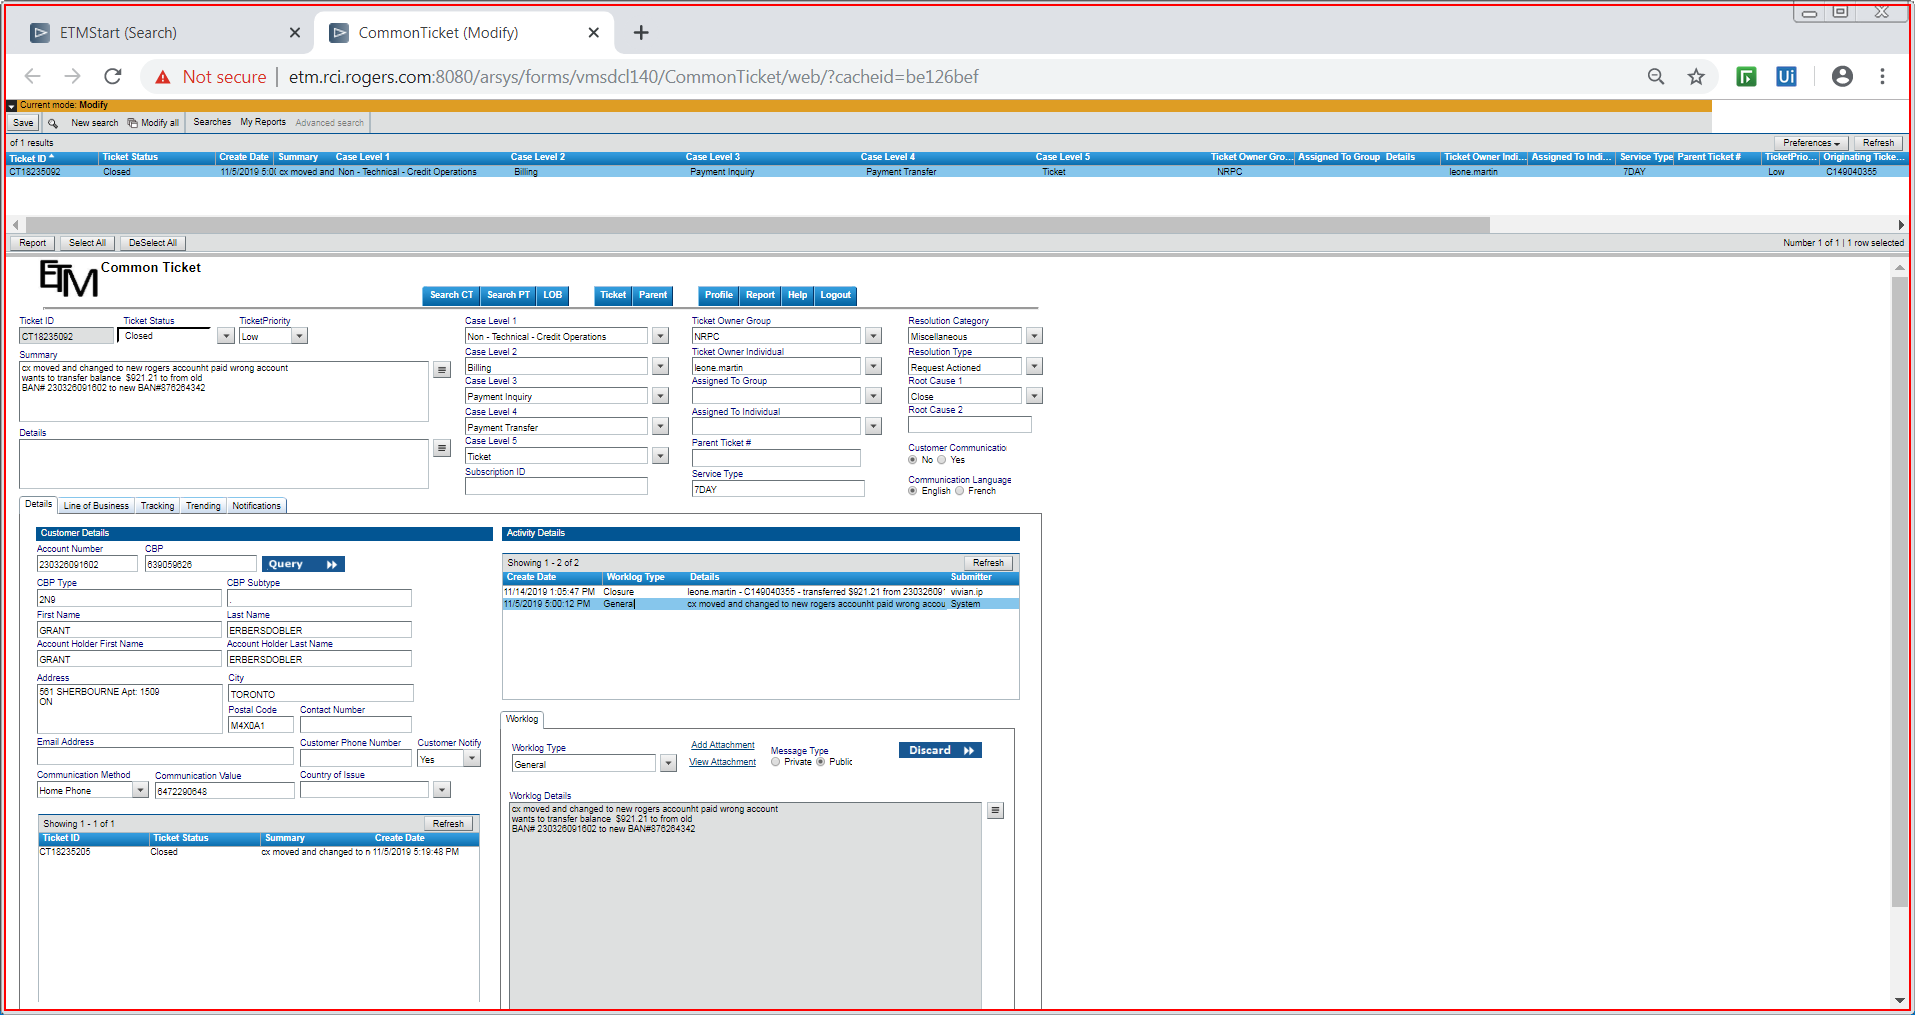 ETMStart (Search)
CommonTicket (Modify)
Not secure | etm.rci.rogers.com:8080/arsys/forms/vmsdcl140/CommonTicket/web/?cacheid=be126bef
Ui
Current mode: Modify
Save New search Modify all Searches My Reports Advanced search
of 1 results Preferences Refresh
Ticket ID Ticket Status Create Date Summary Case Level 1 Case Level 2 Case Level 3 Case Level 4 Case Level 5 Ticket Owner Gro... Assigned To Group Details Ticket Owner Indi... Assigned To Indi... Service Type Parent Ticket # TicketPrio... Originating Ticke...
CT18235092 Closed 11/5/2019 5:0( cx moved and Non - Technical - Credit Operations Billing Payment Inquiry Payment Transfer Ticket NRPC leone.martin 7DAY Low C149040355
Report Select All DeSelect All Number 1 of 1 | 1 row selected
ETM Common Ticket
Search CT Search PT LOB Ticket Parent Profile Report Help Logout
Ticket ID Ticket Status TicketPriority
CT18235092 Closed Low
Summary
cx moved and changed to new rogers accounht paid wrong account
wants to transfer balance $921.21 to from old
BAN# 230326091602 to new BAN#876264342
Details
Case Level 1
Non - Technical - Credit Operations
Case Level 2
Billing
Case Level 3
Payment Inquiry
Case Level 4
Payment Transfer
Case Level 5
Ticket
Subscription ID
Ticket Owner Group
NRPC
Ticket Owner Individual
leone.martin
Assigned To Group
Assigned To Individual
Parent Ticket #
Service Type
7DAY
Resolution Category
Miscellaneous
Resolution Type
Request Actioned
Root Cause 1
Close
Root Cause 2
Customer Communicatio
No Yes
Communication Language
English French
Details Line of Business Tracking Trending Notifications
Customer Details
Account Number CBP
230326091602 639059626 Query
CBP Type CBP Subtype
2N9 .
First Name Last Name
GRANT ERBERSDOBLER
Account Holder First Name Account Holder Last Name
GRANT ERBERSDOBLER
Address City
561 SHERBOURNE Apt: 1509
ON
TORONTO
Postal Code Contact Number
M4X0A1
Email Address Customer Phone Number Customer Notify
Yes
Communication Method Communication Value Country of Issue
Home Phone 6472290648
Showing 1 - 1 of 1 Refresh
Ticket ID Ticket Status Summary Create Date
CT18235205 Closed cx moved and changed to n 11/5/2019 5:19:48 PM
Activity Details
Showing 1 - 2 of 2 Refresh
Create Date Worklog Type Details Submitter
11/14/2019 1:05:47 PM Closure leone.martin - C149040355 - transferred $921.21 from 230326091 vivian.ip
11/5/2019 5:00:12 PM General cx moved and changed to new rogers accounht paid wrong accou System
Worklog
Worklog Type Add Attachment Message Type Discard
General View Attachment Private Public
Worklog Details
cx moved and changed to new rogers accounht paid wrong account
wants to transfer balance $921.21 to from old
BAN# 230326091602 to new BAN#876264342